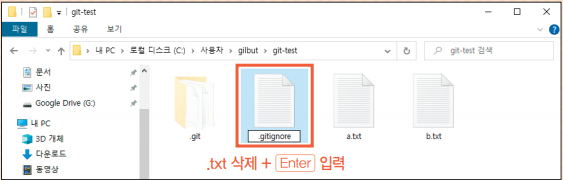 git-test
파일 홈 공유 보기
내 PC > 로컬 디스크 (C:) > 사용자 > gilbut > git-test
git-test 검색
문서
사진
Google Drive (G:)
내 PC
3D 개체
다운로드
동영상
.git
.gitignore
a.txt
b.txt
.txt 삭제 + Enter 입력